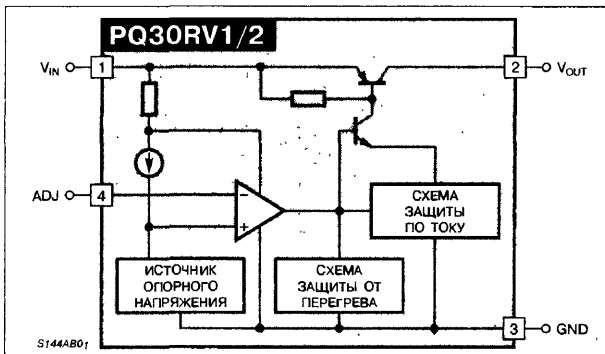 PQ30RV1/2
VIN 1 2 VOUT
ADJ 4
−
+
СХЕМА
ЗАЩИТЫ
ПО ТОКУ
ИСТОЧНИК
ОПОРНОГО
НАПРЯЖЕНИЯ
СХЕМА
ЗАЩИТЫ ОТ
ПЕРЕГРЕВА
3 GND
S144AB01